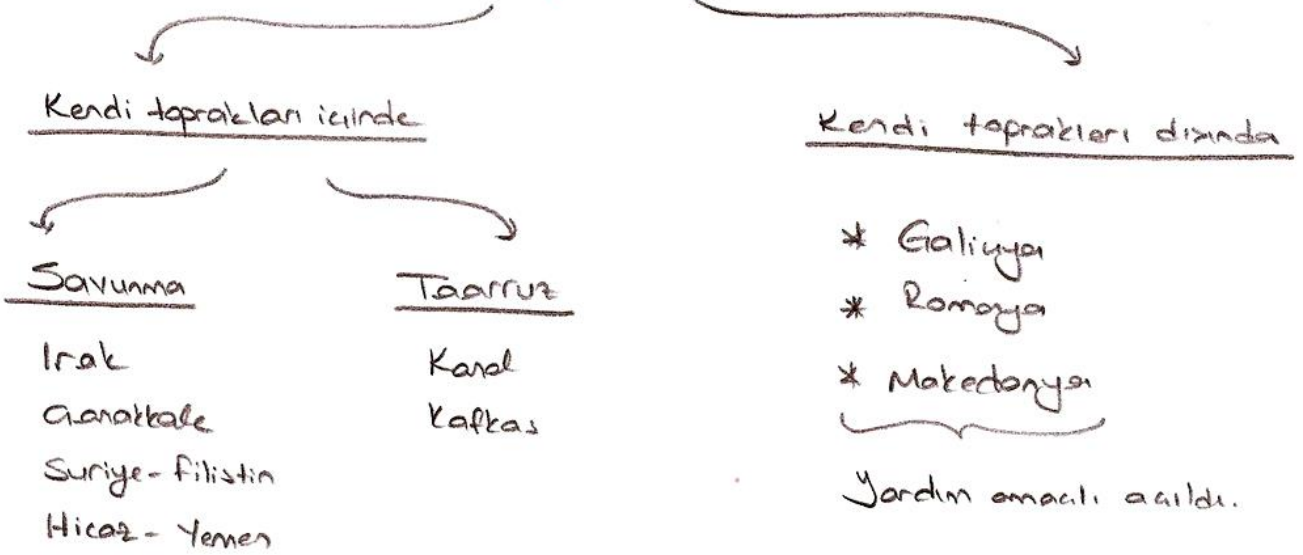 Kendi toprakları içinde
Kendi toprakları dışında
Savunma
Taarruz
Irak
Çanakkale
Suriye - Filistin
Hicaz - Yemen
Kanal
Kafkas
* Galiçya
* Romanya
* Makedonya
Yardım amaçlı açıldı.